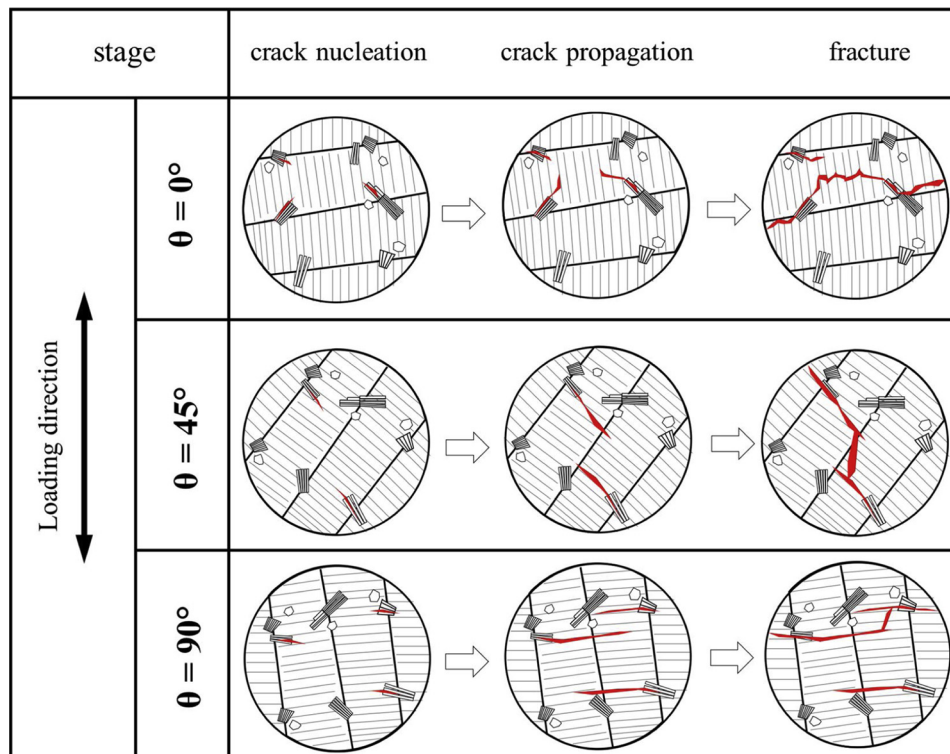 stage
crack nucleation
crack propagation
fracture
Loading direction
θ = 0°
θ = 45°
θ = 90°